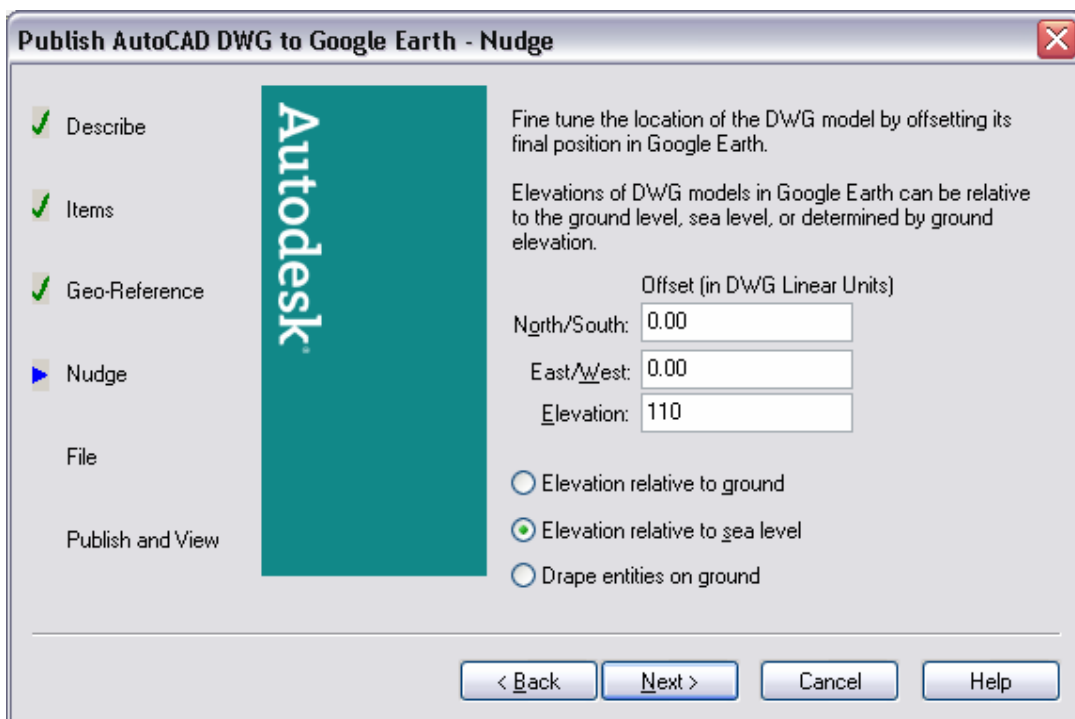 Publish AutoCAD DWG to Google Earth - Nudge
Describe
Items
Geo-Reference
Nudge
File
Publish and View
Autodesk®
Fine tune the location of the DWG model by offsetting its
final position in Google Earth.
Elevations of DWG models in Google Earth can be relative
to the ground level, sea level, or determined by ground
elevation.
Offset (in DWG Linear Units)
North/South: 0.00
East/West: 0.00
Elevation: 110
Elevation relative to ground
Elevation relative to sea level
Drape entities on ground
< Back
Next >
Cancel
Help